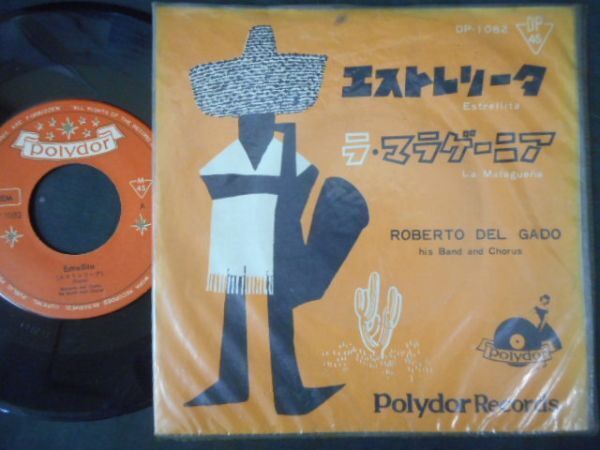 DP-1082
DP
45
エストレリータ
Estrellita
ラ・マラゲーニア
La Malagueña
ROBERTO DEL GADO
his Band and Chorus
Polydor
Polydor Records
Polydor
45
A
Estrellita